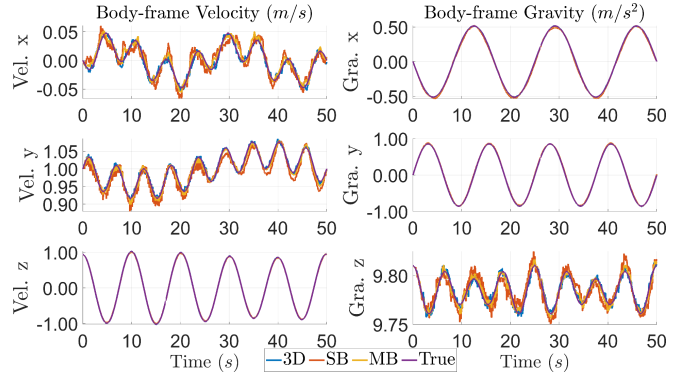 Body-frame Velocity (m/s)
Vel. x
0.05
0.00
-0.05
0 10 20 30 40 50
Vel. y
1.05
1.00
0.95
0.90
0 10 20 30 40 50
Vel. z
1.00
0.00
-1.00
0 10 20 30 40 50
Time (s)
Body-frame Gravity (m/s²)
Gra. x
0.50
0.00
-0.50
0 10 20 30 40 50
Gra. y
1.00
0.00
-1.00
0 10 20 30 40 50
Gra. z
9.80
9.75
0 10 20 30 40 50
Time (s)
3D SB MB True